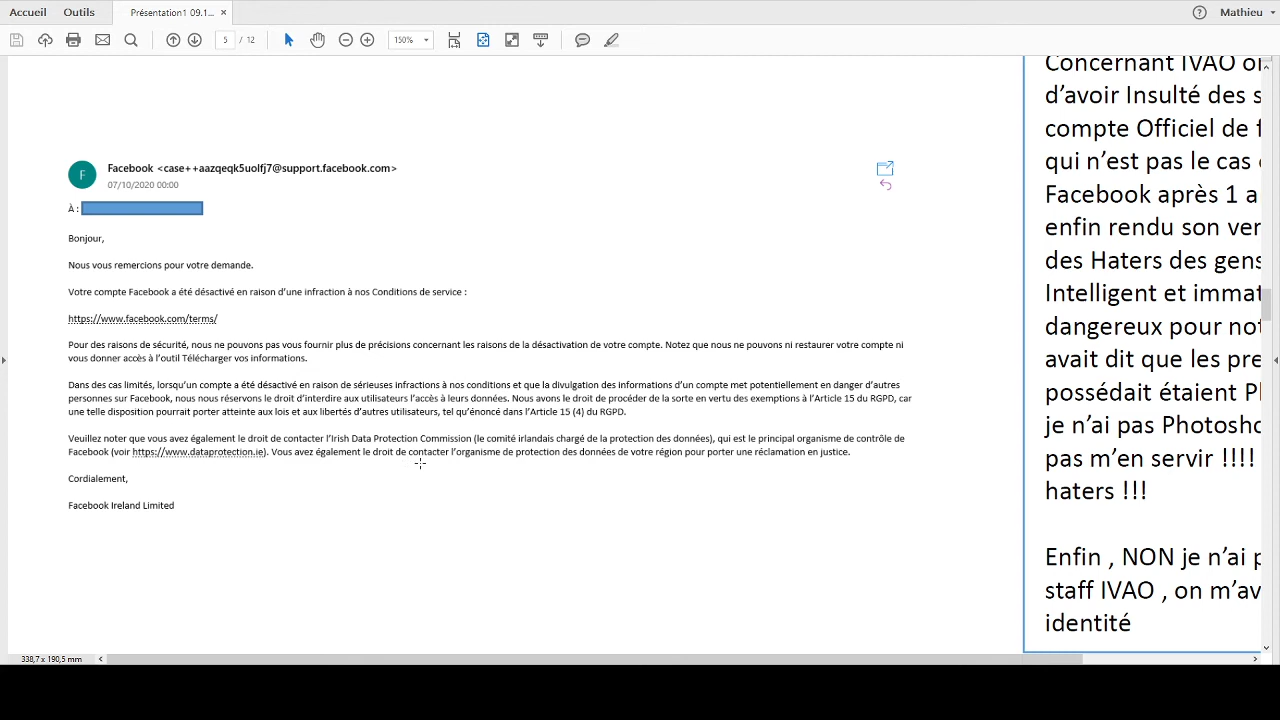 Accueil
Outils
Présentation1 09.1...
×
?
Mathieu
5 / 12
150%
Facebook <case++aazqeqk5uolfj7@support.facebook.com>
F
07/10/2020 00:00
À :
Bonjour,
Nous vous remercions pour votre demande.
Votre compte Facebook a été désactivé en raison d'une infraction à nos Conditions de service :
https://www.facebook.com/terms/
Pour des raisons de sécurité, nous ne pouvons pas vous fournir plus de précisions concernant les raisons de la désactivation de votre compte. Notez que nous ne pouvons ni restaurer votre compte ni
vous donner accès à l'outil Télécharger vos informations.
Dans des cas limités, lorsqu'un compte a été désactivé en raison de sérieuses infractions à nos conditions et que la divulgation des informations d'un compte met potentiellement en danger d'autres
personnes sur Facebook, nous nous réservons le droit d'interdire aux utilisateurs l'accès à leurs données. Nous avons le droit de procéder de la sorte en vertu des exemptions à l'Article 15 du RGPD, car
une telle disposition pourrait porter atteinte aux lois et aux libertés d'autres utilisateurs, tel qu'énoncé dans l'Article 15 (4) du RGPD.
Veuillez noter que vous avez également le droit de contacter l'Irish Data Protection Commission (le comité irlandais chargé de la protection des données), qui est le principal organisme de contrôle de
Facebook (voir https://www.dataprotection.ie). Vous avez également le droit de contacter l'organisme de protection des données de votre région pour porter une réclamation en justice.
Cordialement,
Facebook Ireland Limited
Concernant IVAO
d'avoir Insulté des
compte Officiel de
qui n'est pas le cas
Facebook après 1
enfin rendu son
des Haters des gens
Intelligent et
dangereux pour
avait dit que les
possédait étaient
je n'ai pas
pas m'en servir !!!!
haters !!!
Enfin , NON je n'ai
staff IVAO , on
identité
338,7 x 190,5 mm